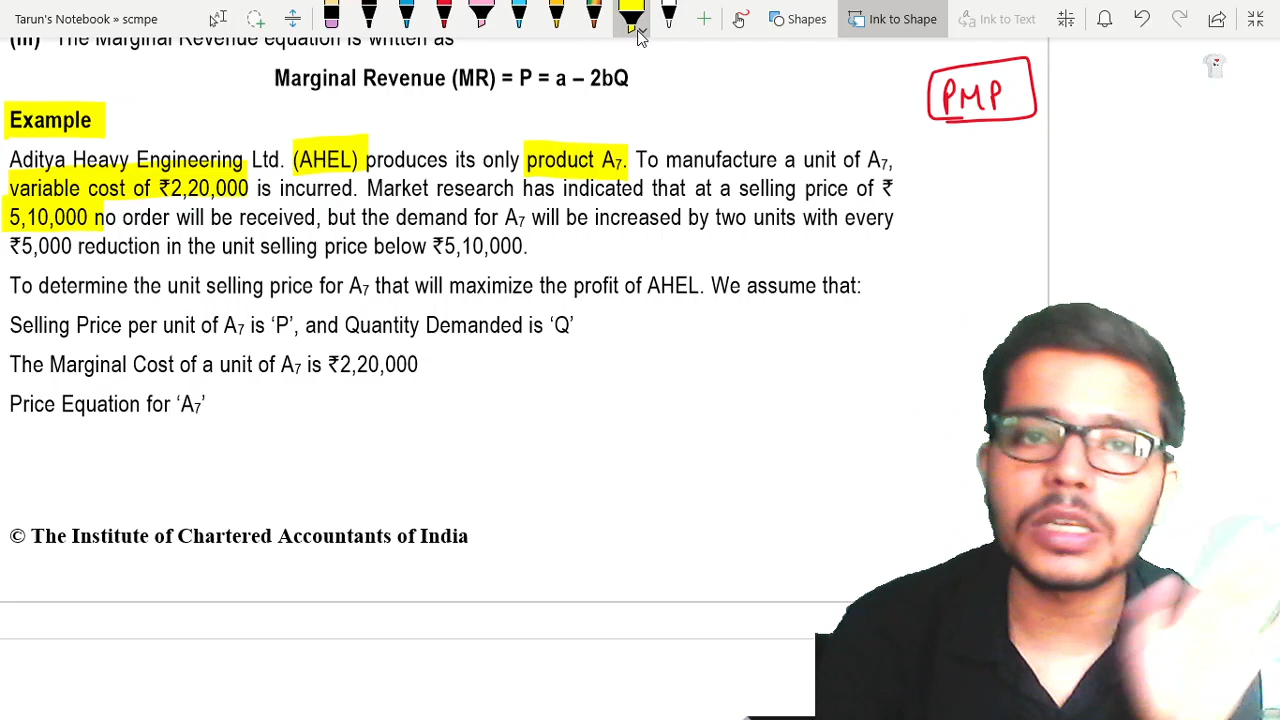 Tarun's Notebook » scmpe
Shapes
Ink to Shape
Ink to Text
(iii) The Marginal Revenue equation is written as
Marginal Revenue (MR) = P = a – 2bQ
PMP
Example
Aditya Heavy Engineering Ltd. (AHEL) produces its only product A7. To manufacture a unit of A7,
variable cost of ₹2,20,000 is incurred. Market research has indicated that at a selling price of ₹
5,10,000 no order will be received, but the demand for A7 will be increased by two units with every
₹5,000 reduction in the unit selling price below ₹5,10,000.
To determine the unit selling price for A7 that will maximize the profit of AHEL. We assume that:
Selling Price per unit of A7 is ‘P’, and Quantity Demanded is ‘Q’
The Marginal Cost of a unit of A7 is ₹2,20,000
Price Equation for ‘A7’
© The Institute of Chartered Accountants of India